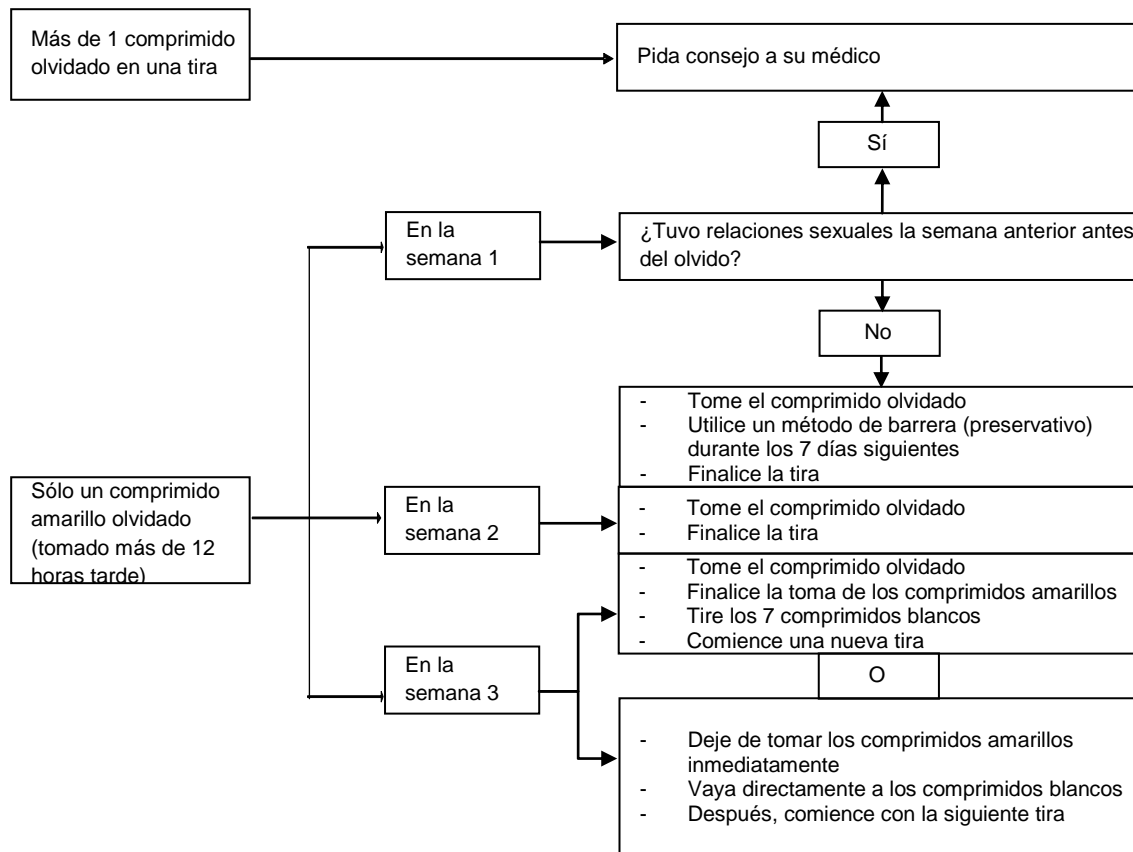 Más de 1 comprimido
olvidado en una tira
Pida consejo a su médico
Sí
En la
semana 1
¿Tuvo relaciones sexuales la semana anterior antes
del olvido?
No
- Tome el comprimido olvidado
- Utilice un método de barrera (preservativo)
durante los 7 días siguientes
- Finalice la tira
Sólo un comprimido
amarillo olvidado
(tomado más de 12
horas tarde)
En la
semana 2
- Tome el comprimido olvidado
- Finalice la tira
En la
semana 3
- Tome el comprimido olvidado
- Finalice la toma de los comprimidos amarillos
- Tire los 7 comprimidos blancos
- Comience una nueva tira
O
- Deje de tomar los comprimidos amarillos
inmediatamente
- Vaya directamente a los comprimidos blancos
- Después, comience con la siguiente tira